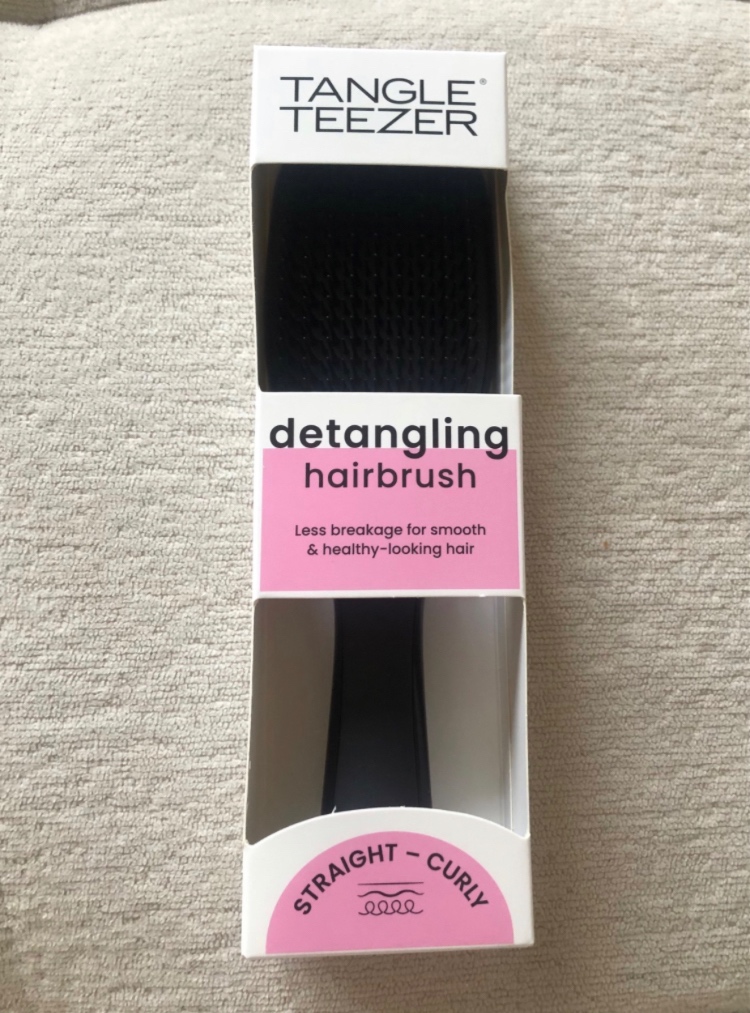 TANGLE®
TEEZER
detangling
hairbrush
Less breakage for smooth
& healthy-looking hair
STRAIGHT – CURLY